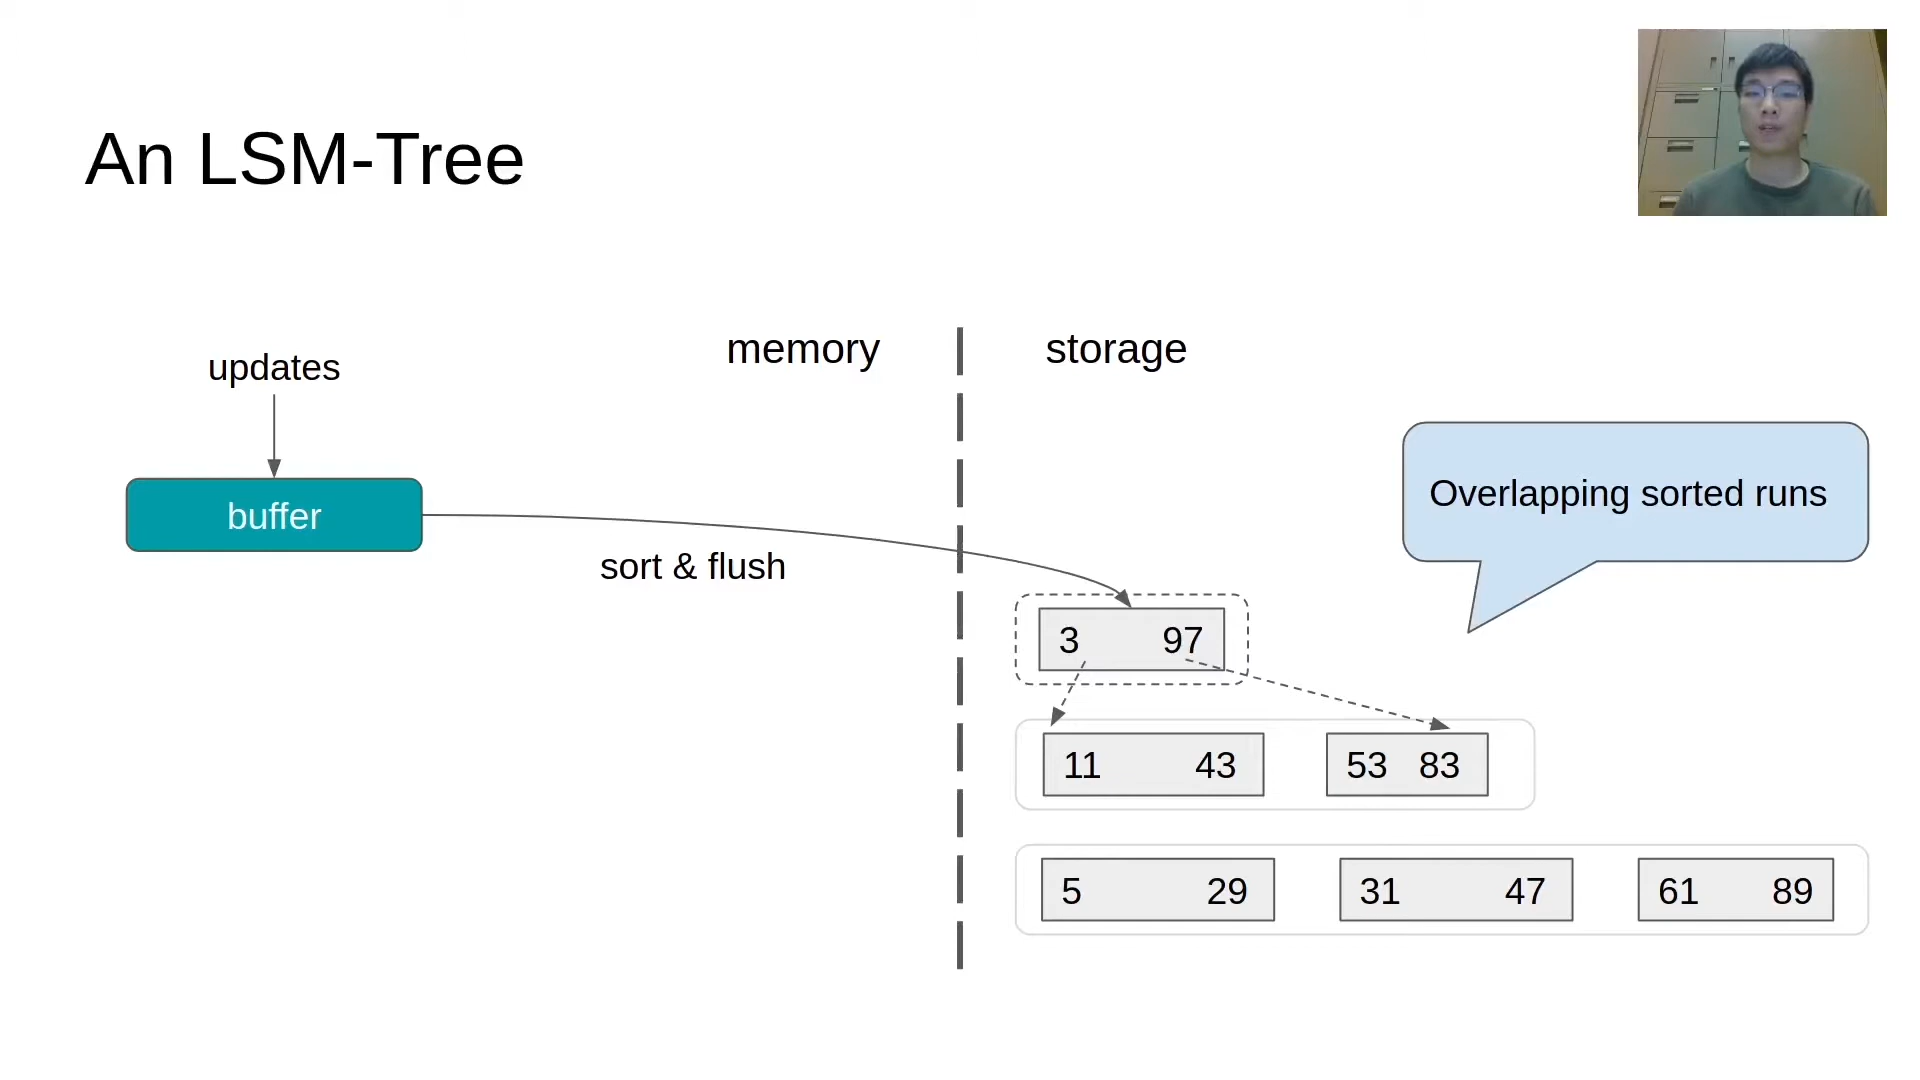 An LSM-Tree
memory
storage
updates
buffer
sort & flush
Overlapping sorted runs
3 97
11 43 53 83
5 29 31 47 61 89